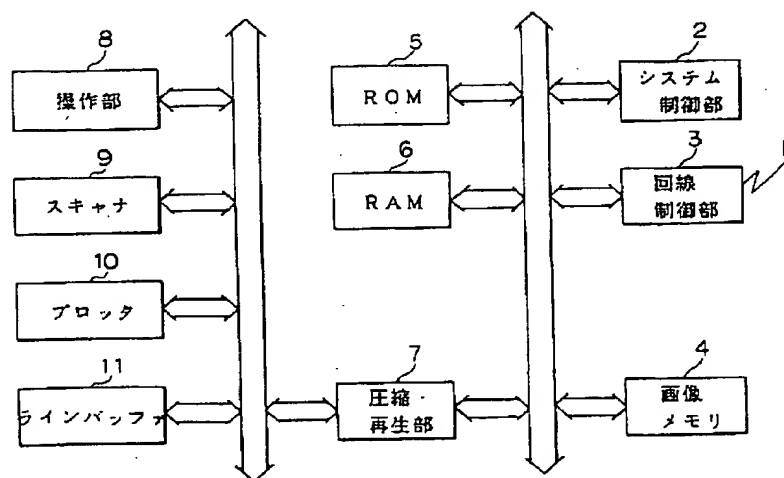 8
操作部
9
スキャナ
10
プロッタ
11
ラインバッファ
5
ROM
6
RAM
7
圧縮・
再生部
2
システム
制御部
3
回線
制御部
1
4
画像
メモリ